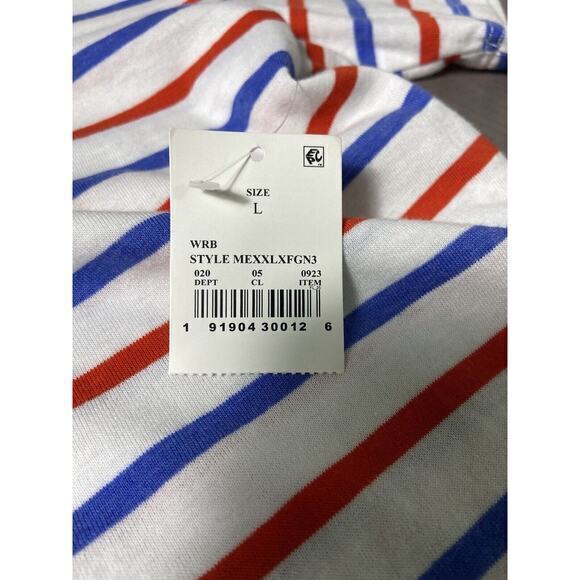 SIZE
L
WRB
STYLE MEXXLXFGN3
020 05 0923
DEPT CL ITEM
1 91904 30012 6